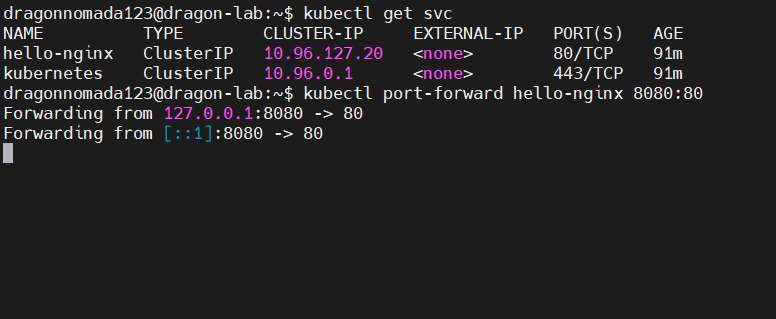 dragonnomada123@dragon-lab:~$ kubectl get svc
NAME TYPE CLUSTER-IP EXTERNAL-IP PORT(S) AGE
hello-nginx ClusterIP 10.96.127.20 <none> 80/TCP 91m
kubernetes ClusterIP 10.96.0.1 <none> 443/TCP 91m
dragonnomada123@dragon-lab:~$ kubectl port-forward hello-nginx 8080:80
Forwarding from 127.0.0.1:8080 -> 80
Forwarding from [::1]:8080 -> 80